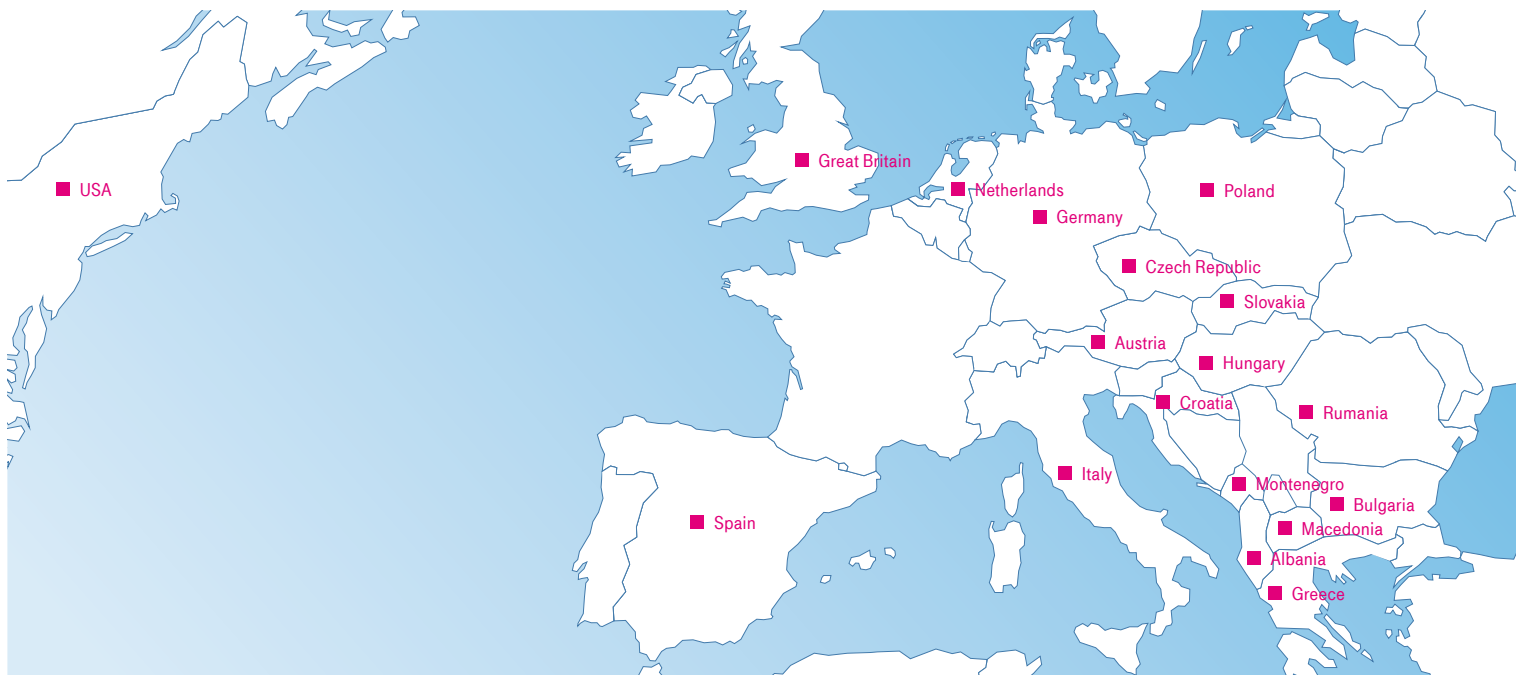 Great Britain
USA
Netherlands
Poland
Germany
Czech Republic
Slovakia
Austria
Hungary
Croatia
Rumania
Italy
Montenegro
Bulgaria
Spain
Macedonia
Albania
Greece